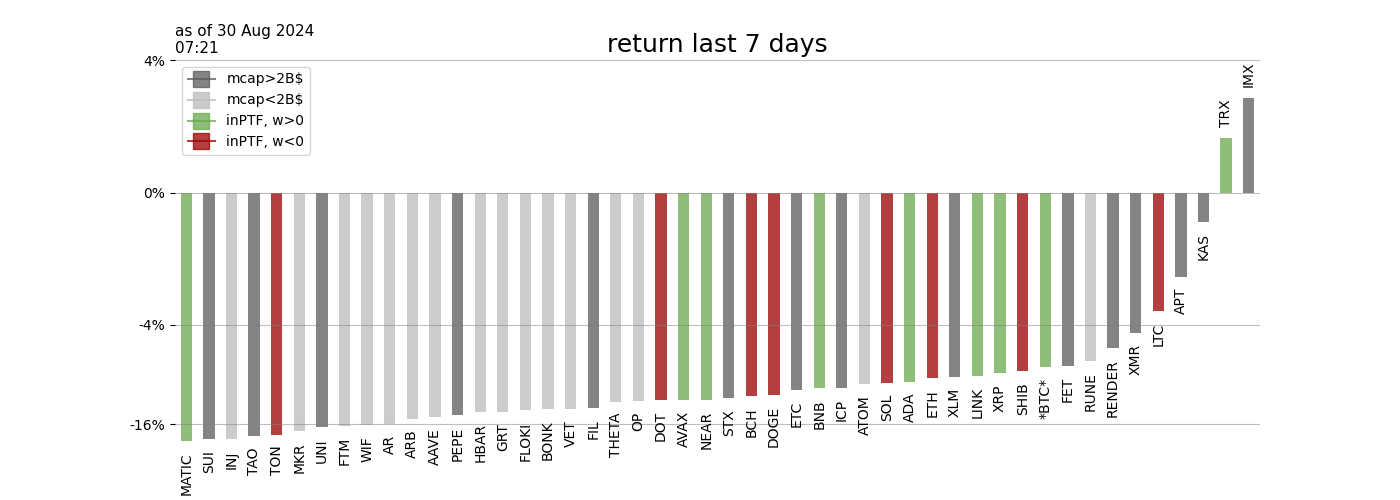 as of 30 Aug 2024
07:21
return last 7 days
4%
0%
-4%
-16%
mcap>2B$
mcap<2B$
inPTF, w>0
inPTF, w<0
MATIC
SUI
INJ
TAO
TON
MKR
UNI
FTM
WIF
AR
ARB
AAVE
PEPE
HBAR
GRT
FLOKI
BONK
VET
FIL
THETA
OP
DOT
AVAX
NEAR
STX
BCH
DOGE
ETC
BNB
ICP
ATOM
SOL
ADA
ETH
XLM
LINK
XRP
SHIB
*BTC*
FET
RUNE
RENDER
XMR
LTC
APT
KAS
TRX
IMX